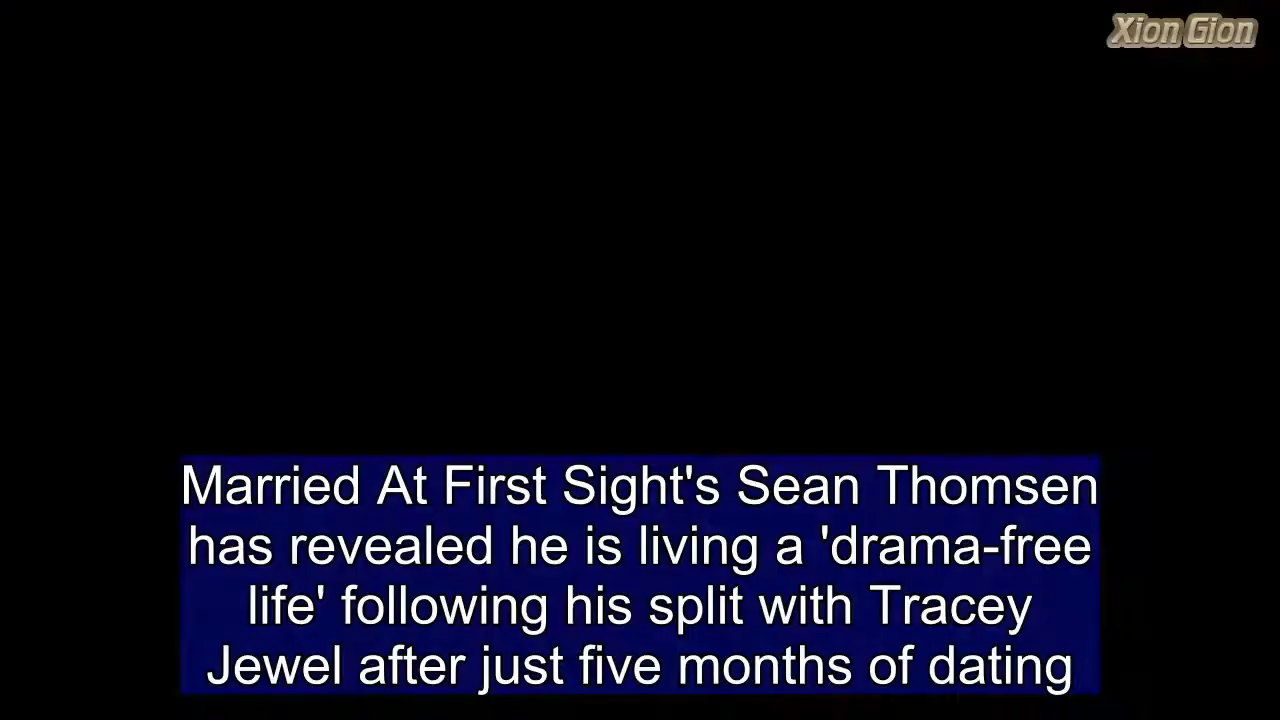 Xion Gion
Married At First Sight's Sean Thomsen
has revealed he is living a 'drama-free
life' following his split with Tracey
Jewel after just five months of dating